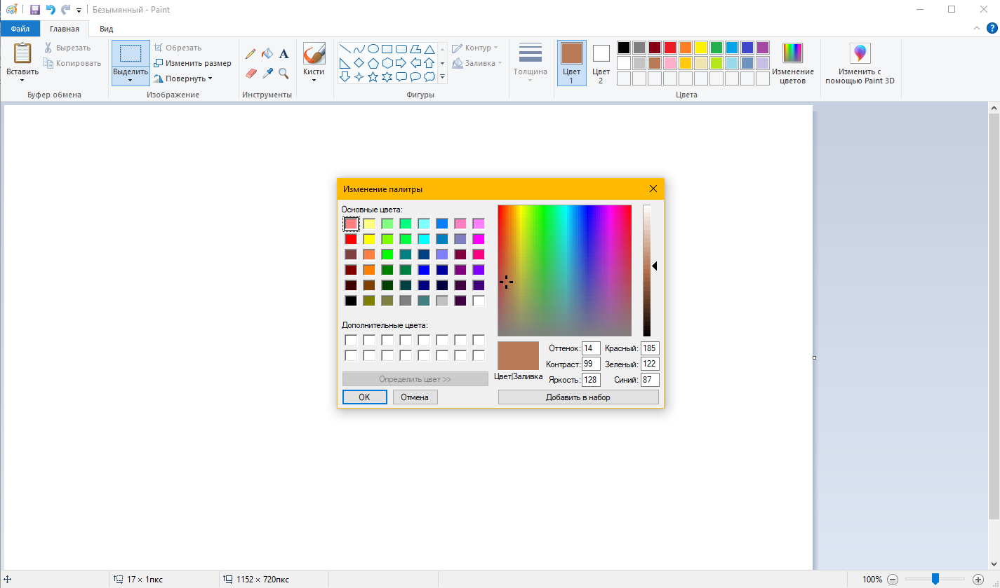 Безымянный - Paint
Файл
Главная
Вид
?
Вставить
Вырезать
Копировать
Буфер обмена
Выделить
Обрезать
Изменить размер
Повернуть
Изображение
A
Инструменты
Кисти
Контур
Заливка
Фигуры
Толщина
Цвет
1
Цвет
2
Изменение
цветов
Цвета
Изменить с
помощью Paint 3D
Изменение палитры
Основные цвета:
Дополнительные цвета:
Определить цвет >>
OK
Отмена
Цвет|Заливка
Оттенок: 14
Красный: 185
Контраст: 99
Зеленый: 122
Яркость: 128
Синий: 87
Добавить в набор
17 × 1пкс
1152 × 720пкс
100%